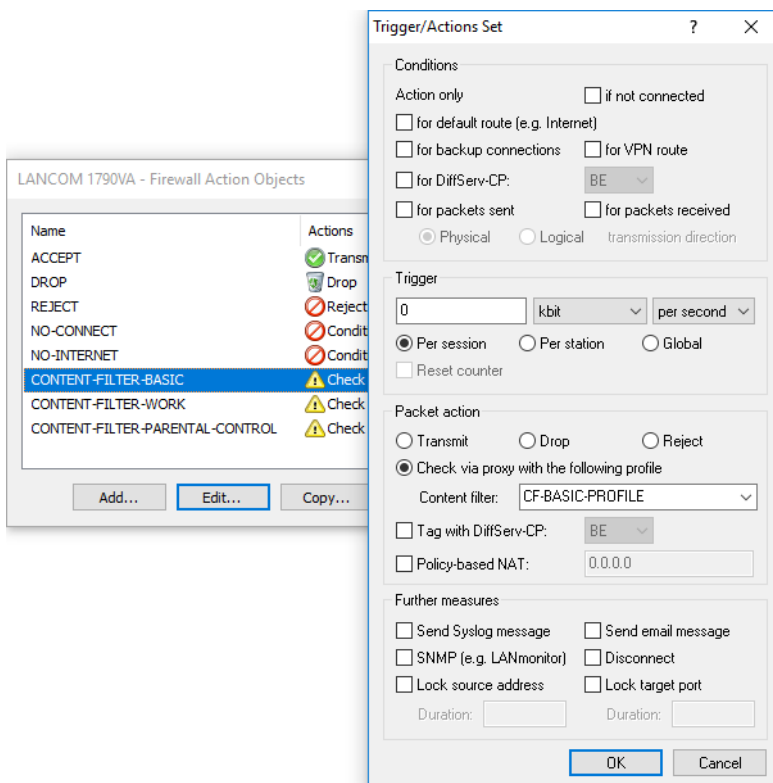 LANCOM 1790VA - Firewall Action Objects
Name Actions
ACCEPT Transm
DROP Drop
REJECT Reject
NO-CONNECT Condit
NO-INTERNET Condit
CONTENT-FILTER-BASIC Check
CONTENT-FILTER-WORK Check
CONTENT-FILTER-PARENTAL-CONTROL Check
Add... Edit... Copy...
Trigger/Actions Set ?
Conditions
Action only if not connected
for default route (e.g. Internet)
for backup connections for VPN route
for DiffServ-CP: BE
for packets sent for packets received
Physical Logical transmission direction
Trigger
0 kbit per second
Per session Per station Global
Reset counter
Packet action
Transmit Drop Reject
Check via proxy with the following profile
Content filter: CF-BASIC-PROFILE
Tag with DiffServ-CP: BE
Policy-based NAT: 0.0.0.0
Further measures
Send Syslog message Send email message
SNMP (e.g. LANmonitor) Disconnect
Lock source address Lock target port
Duration: Duration:
OK Cancel